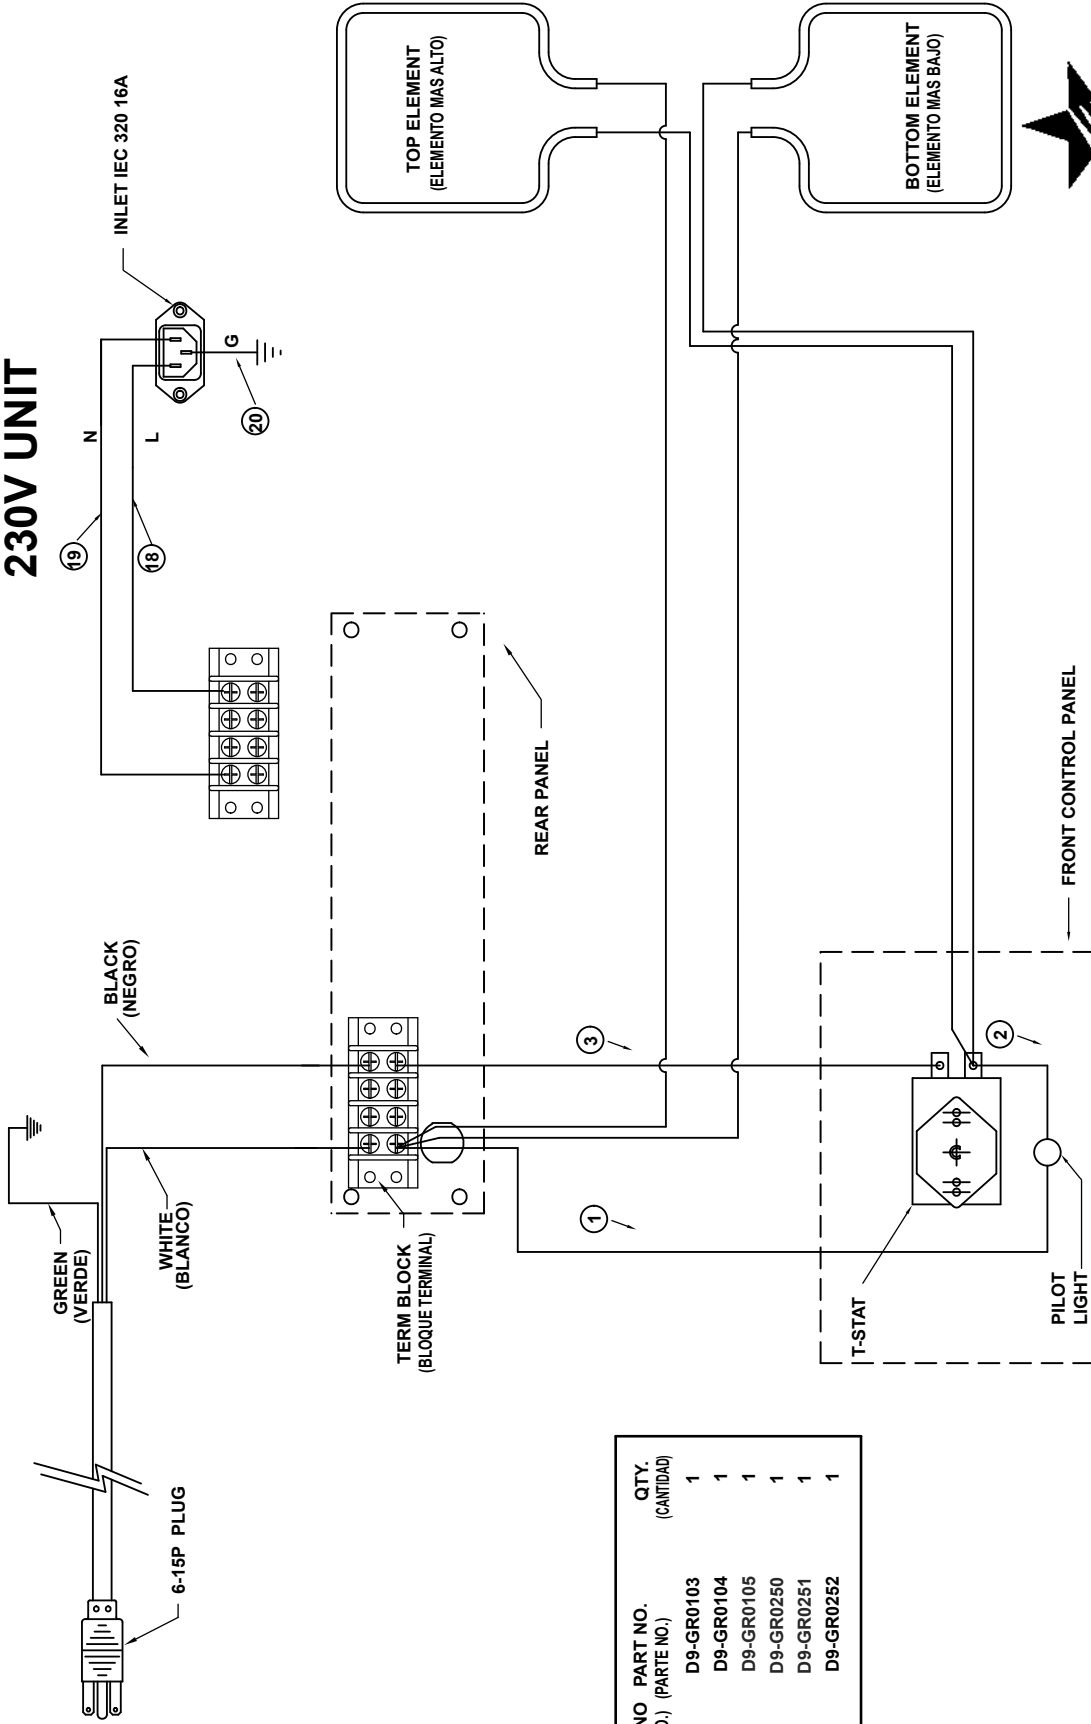 230V UNIT
INLET IEC 320 16A
N
L
G
19
18
20
TOP ELEMENT
(ELEMENTO MAS ALTO)
BOTTOM ELEMENT
(ELEMENTO MAS BAJO)
REAR PANEL
BLACK
(NEGRO)
GREEN
(VERDE)
WHITE
(BLANCO)
6-15P PLUG
TERM BLOCK
(BLOQUE TERMINAL)
3
1
2
FRONT CONTROL PANEL
T-STAT
PILOT
LIGHT
NO PART NO. QTY.
(PARTE NO.) (CANTIDAD)
D9-GR0103 1
D9-GR0104 1
D9-GR0105 1
D9-GR0250 1
D9-GR0251 1
D9-GR0252 1